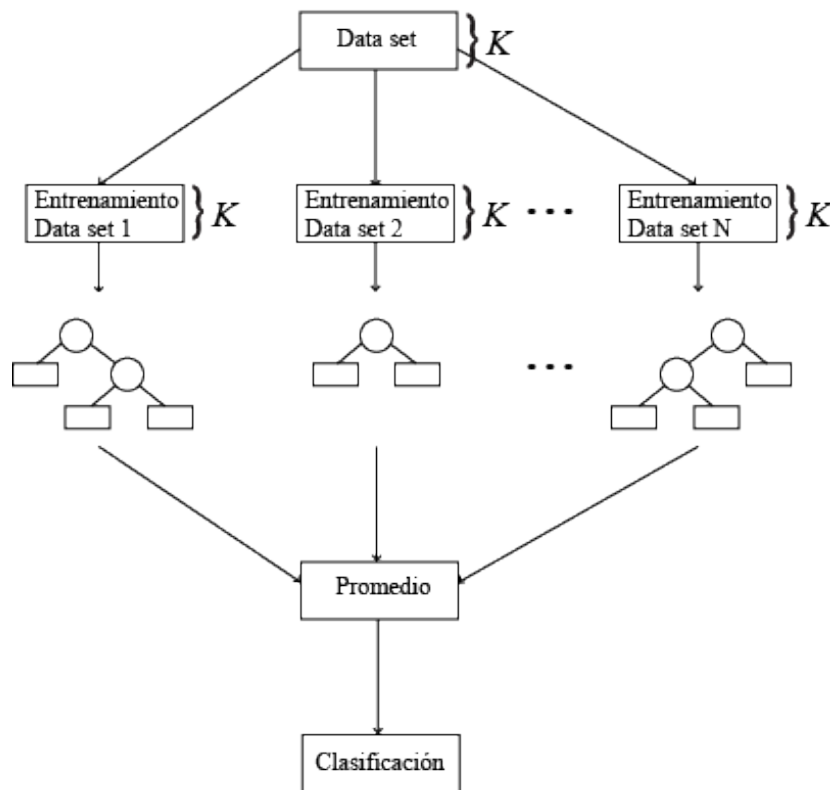 Data set
K
Entrenamiento
Data set 1
K
Entrenamiento
Data set 2
K
...
Entrenamiento
Data set N
K
...
Promedio
Clasificación